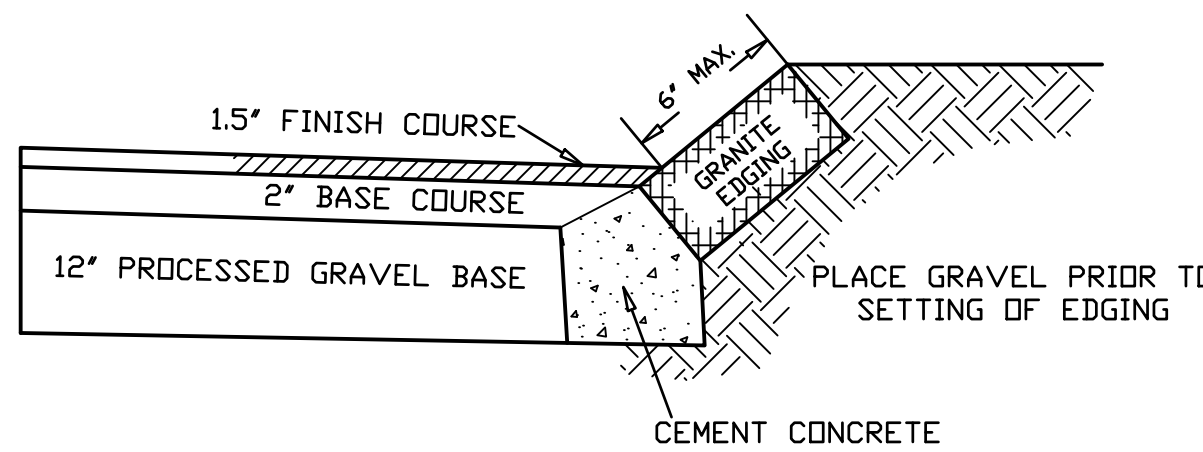 6" MAX.
1.5" FINISH COURSE
GRANITE
EDGING
2" BASE COURSE
12" PROCESSED GRAVEL BASE
PLACE GRAVEL PRIOR TO
SETTING OF EDGING
CEMENT CONCRETE